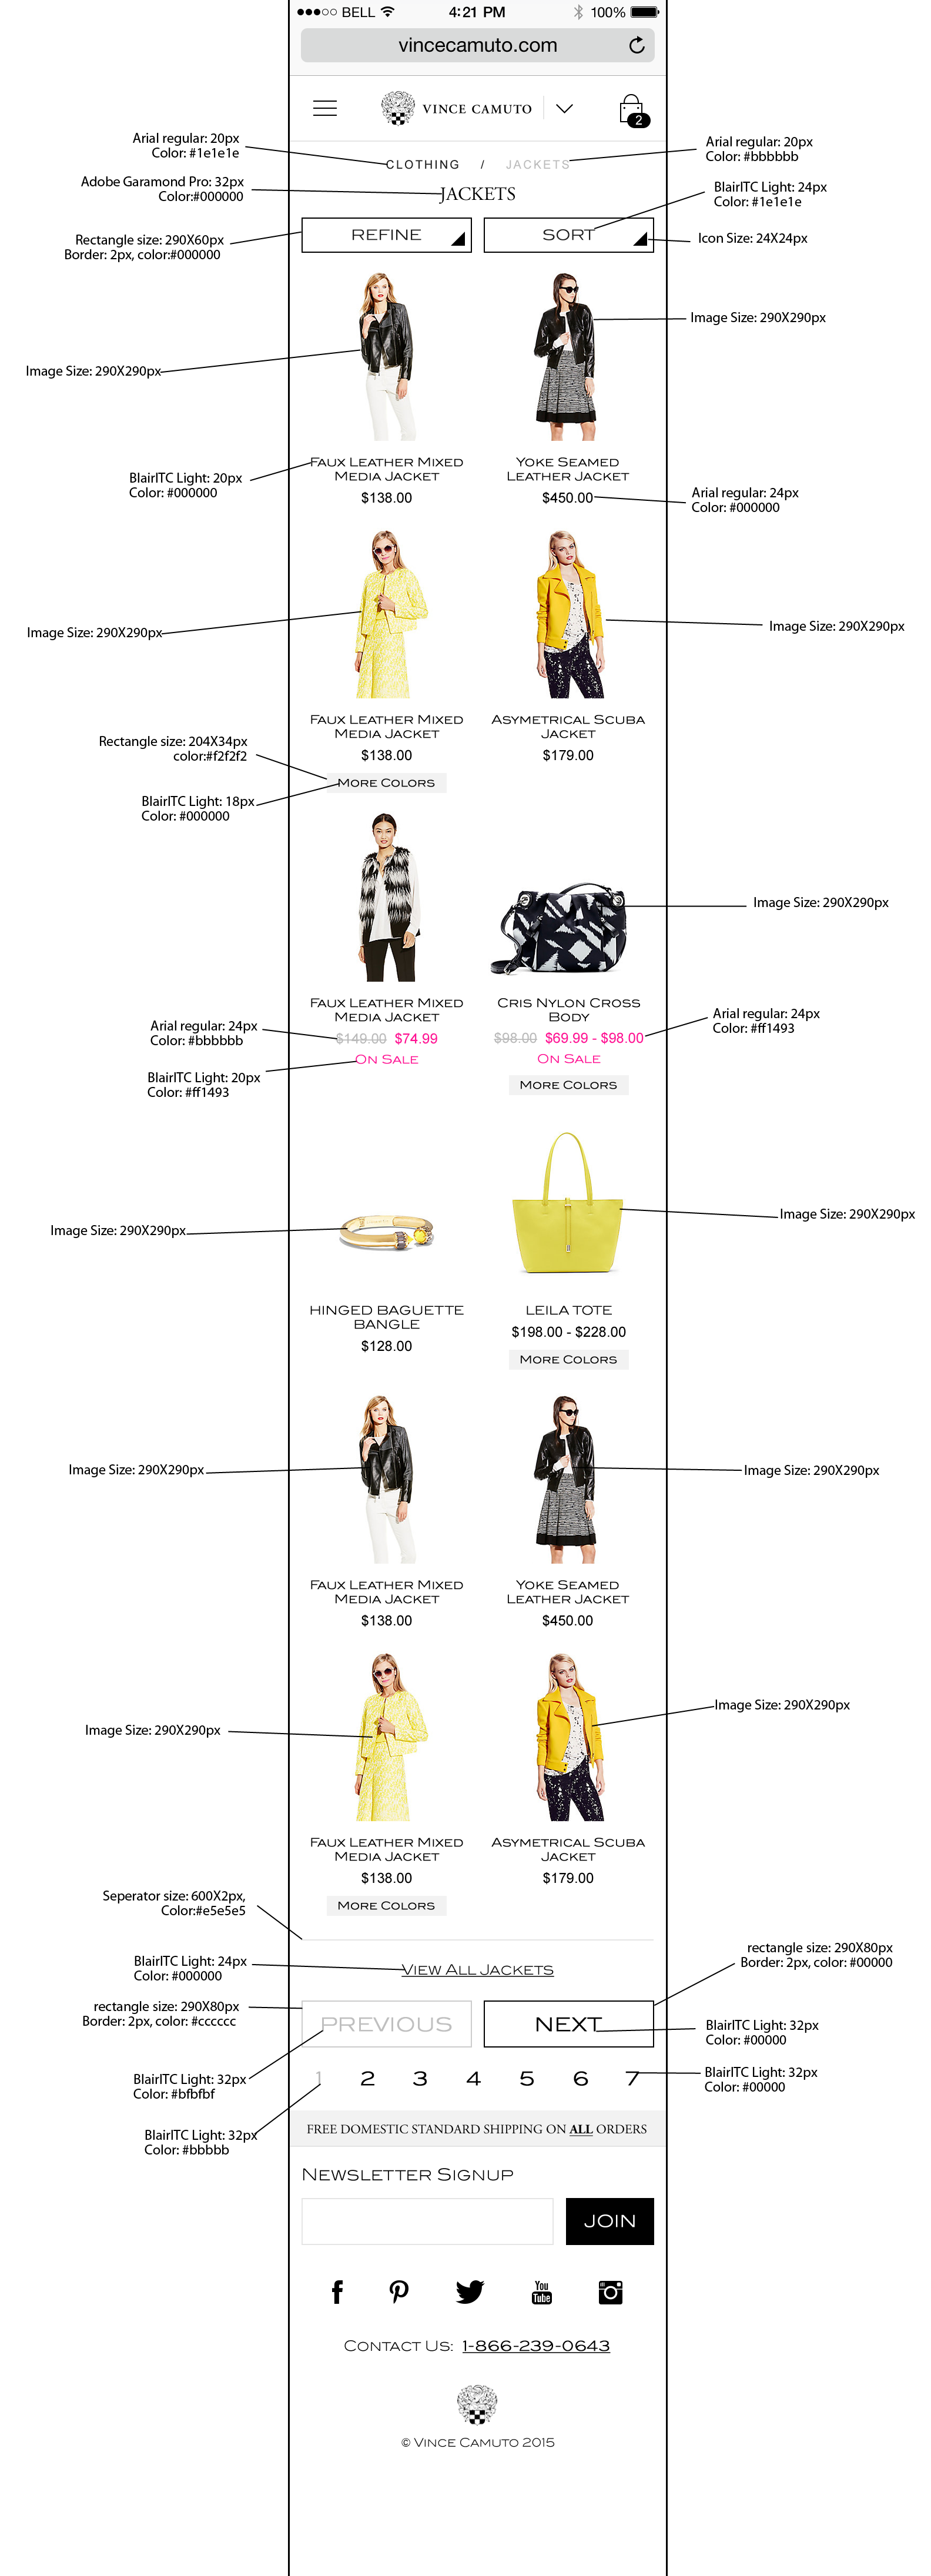 BELL 4:21 PM 100%
vincecamuto.com
VINCE CAMUTO
2
Arial regular: 20px
Color: #1e1e1e
CLOTHING / JACKETS
Arial regular: 20px
Color: #bbbbbb
Adobe Garamond Pro: 32px
Color:#000000
JACKETS
BlairITC Light: 24px
Color: #1e1e1e
Rectangle size: 290X60px
Border: 2px, color:#000000
REFINE
SORT
Icon Size: 24X24px
Image Size: 290X290px
Image Size: 290X290px
BlairITC Light: 20px
Color: #000000
FAUX LEATHER MIXED
MEDIA JACKET
$138.00
YOKE SEAMED
LEATHER JACKET
$450.00
Arial regular: 24px
Color: #000000
Image Size: 290X290px
Image Size: 290X290px
FAUX LEATHER MIXED
MEDIA JACKET
$138.00
MORE COLORS
ASYMETRICAL SCUBA
JACKET
$179.00
Rectangle size: 204X34px
color:#f2f2f2
BlairITC Light: 18px
Color: #000000
Image Size: 290X290px
FAUX LEATHER MIXED
MEDIA JACKET
$149.00 $74.99
ON SALE
CRIS NYLON CROSS
BODY
$98.00 $69.99 - $98.00
ON SALE
MORE COLORS
Arial regular: 24px
Color: #bbbbbb
BlairITC Light: 20px
Color: #ff1493
Arial regular: 24px
Color: #ff1493
Image Size: 290X290px
Image Size: 290X290px
HINGED BAGUETTE
BANGLE
$128.00
LEILA TOTE
$198.00 - $228.00
MORE COLORS
Image Size: 290X290px
Image Size: 290X290px
FAUX LEATHER MIXED
MEDIA JACKET
$138.00
YOKE SEAMED
LEATHER JACKET
$450.00
Image Size: 290X290px
Image Size: 290X290px
FAUX LEATHER MIXED
MEDIA JACKET
$138.00
MORE COLORS
ASYMETRICAL SCUBA
JACKET
$179.00
Seperator size: 600X2px,
Color:#e5e5e5
BlairITC Light: 24px
Color: #000000
VIEW ALL JACKETS
rectangle size: 290X80px
Border: 2px, color: #00000
rectangle size: 290X80px
Border: 2px, color: #cccccc
PREVIOUS
NEXT
BlairITC Light: 32px
Color: #00000
BlairITC Light: 32px
Color: #bfbfbf
1 2 3 4 5 6 7
BlairITC Light: 32px
Color: #00000
BlairITC Light: 32px
Color: #bbbbb
FREE DOMESTIC STANDARD SHIPPING ON ALL ORDERS
NEWSLETTER SIGNUP
JOIN
You
Tube
CONTACT US: 1-866-239-0643
© VINCE CAMUTO 2015